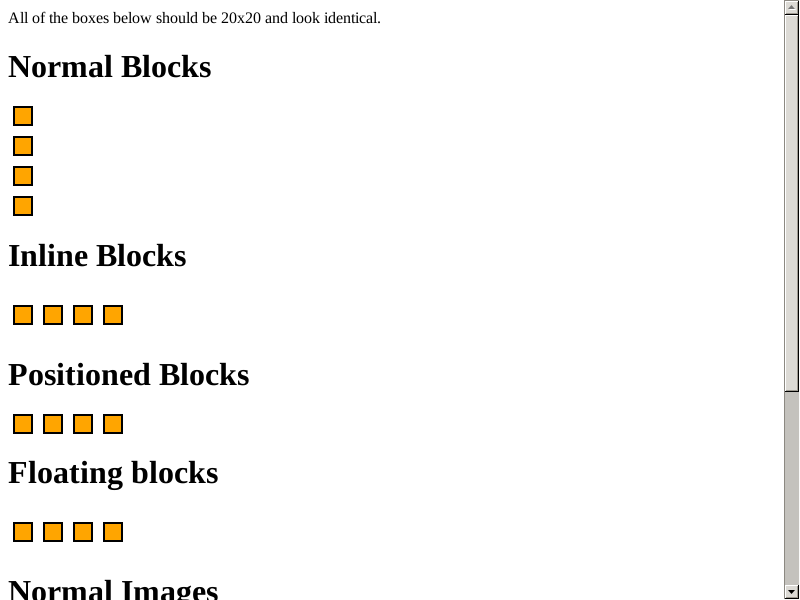 All of the boxes below should be 20x20 and look identical.
Normal Blocks
Inline Blocks
Positioned Blocks
Floating blocks
Normal Images